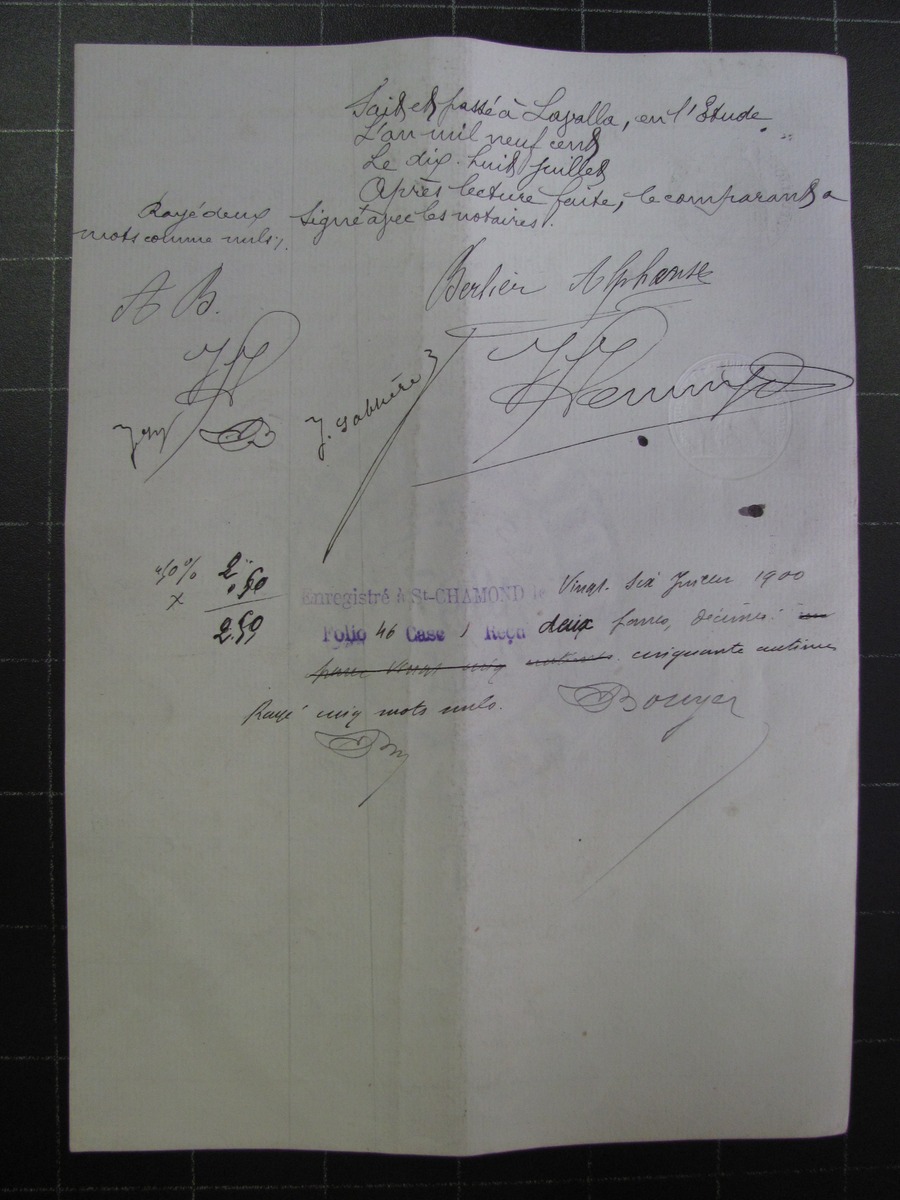 Fait et passé à Lavalla, en l'Etude,
L'an mil neuf cent
Le dix-huit juillet
Après lecture faite, le comparant a
signé avec les notaires.
Rayé deux
mots comme nuls.
Berlier Alphonse
A B.
2,"
,50
2,50
Enregistré à St-CHAMOND le Vingt six Juillet 1900
Folio 46 Case 1 Reçu deux francs, décimes
cinquante centimes
Rayé cinq mots nuls.
Bouyer